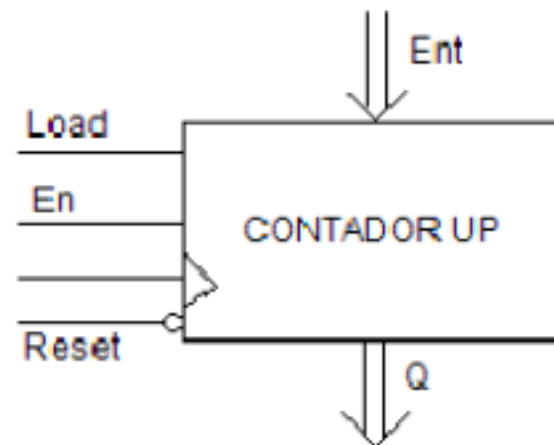 Ent
Load
En
CONTADOR UP
Reset
Q